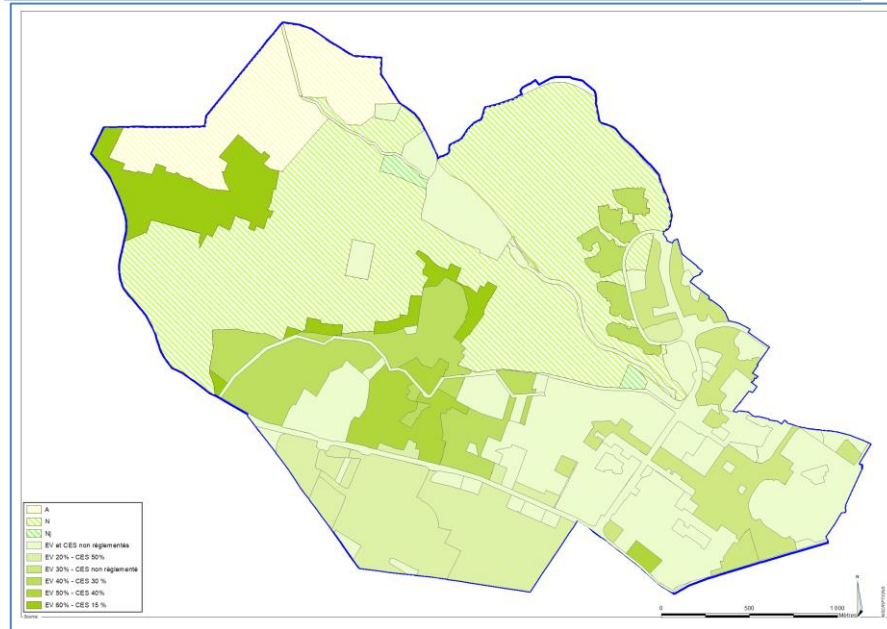 A
N
Nj
EV et CES non réglementés
EV 20% - CES 50%
EV 30% - CES non réglementé
EV 40% - CES 30 %
EV 50% - CES 40%
EV 60% - CES 15 %
N
0 500 1 000
Mètres